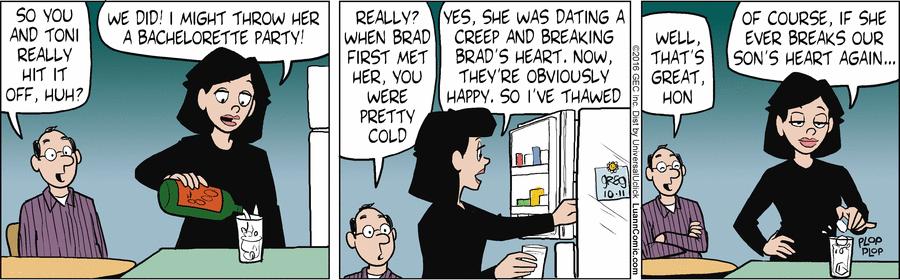 SO YOU
AND TONI
REALLY
HIT IT
OFF, HUH?
WE DID! I MIGHT THROW HER
A BACHELORETTE PARTY!
REALLY?
WHEN BRAD
FIRST MET
HER, YOU
WERE
PRETTY
COLD
YES, SHE WAS DATING A
CREEP AND BREAKING
BRAD'S HEART. NOW,
THEY'RE OBVIOUSLY
HAPPY. SO I'VE THAWED
greg
10·11
©2016 GEC Inc. Dist by UniversalUclick LuannComic.com
WELL,
THAT'S
GREAT,
HON
OF COURSE, IF SHE
EVER BREAKS OUR
SON'S HEART AGAIN...
PLOP
PLOP